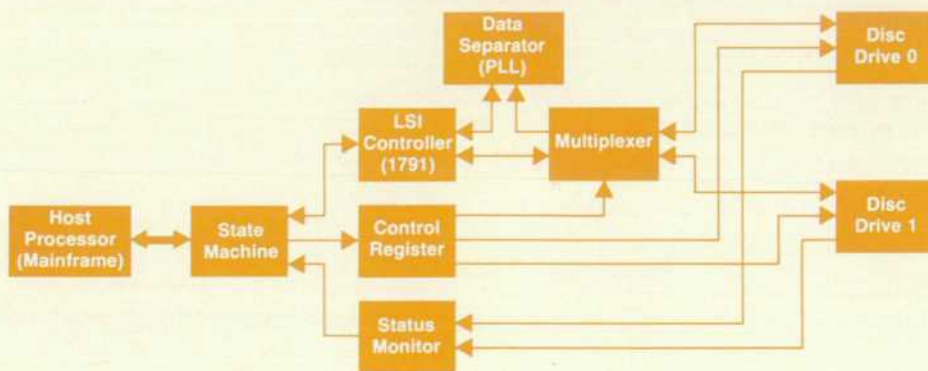 Data
Separator
(PLL)
Disc
Drive 0
LSI
Controller
(1791)
Multiplexer
Host
Processor
(Mainframe)
State
Machine
Control
Register
Disc
Drive 1
Status
Monitor